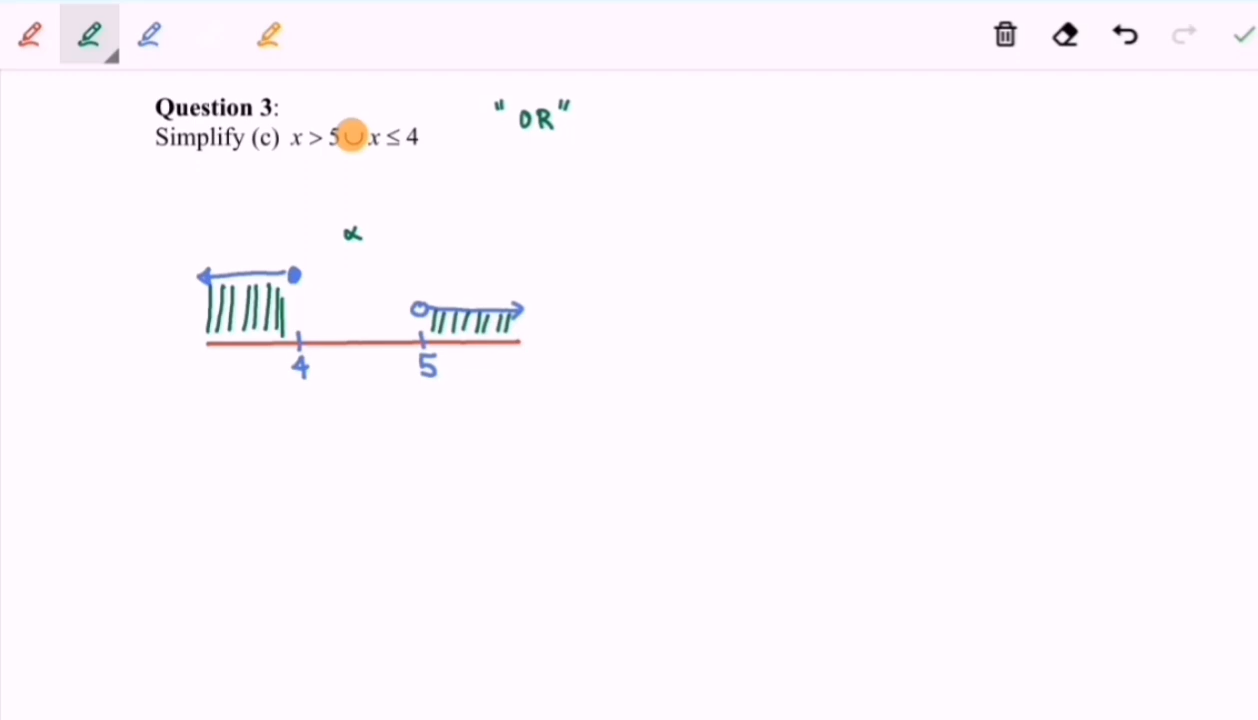 Question 3:
"OR"
Simplify (c) x > 5 ∪ x ≤ 4
α
4
5